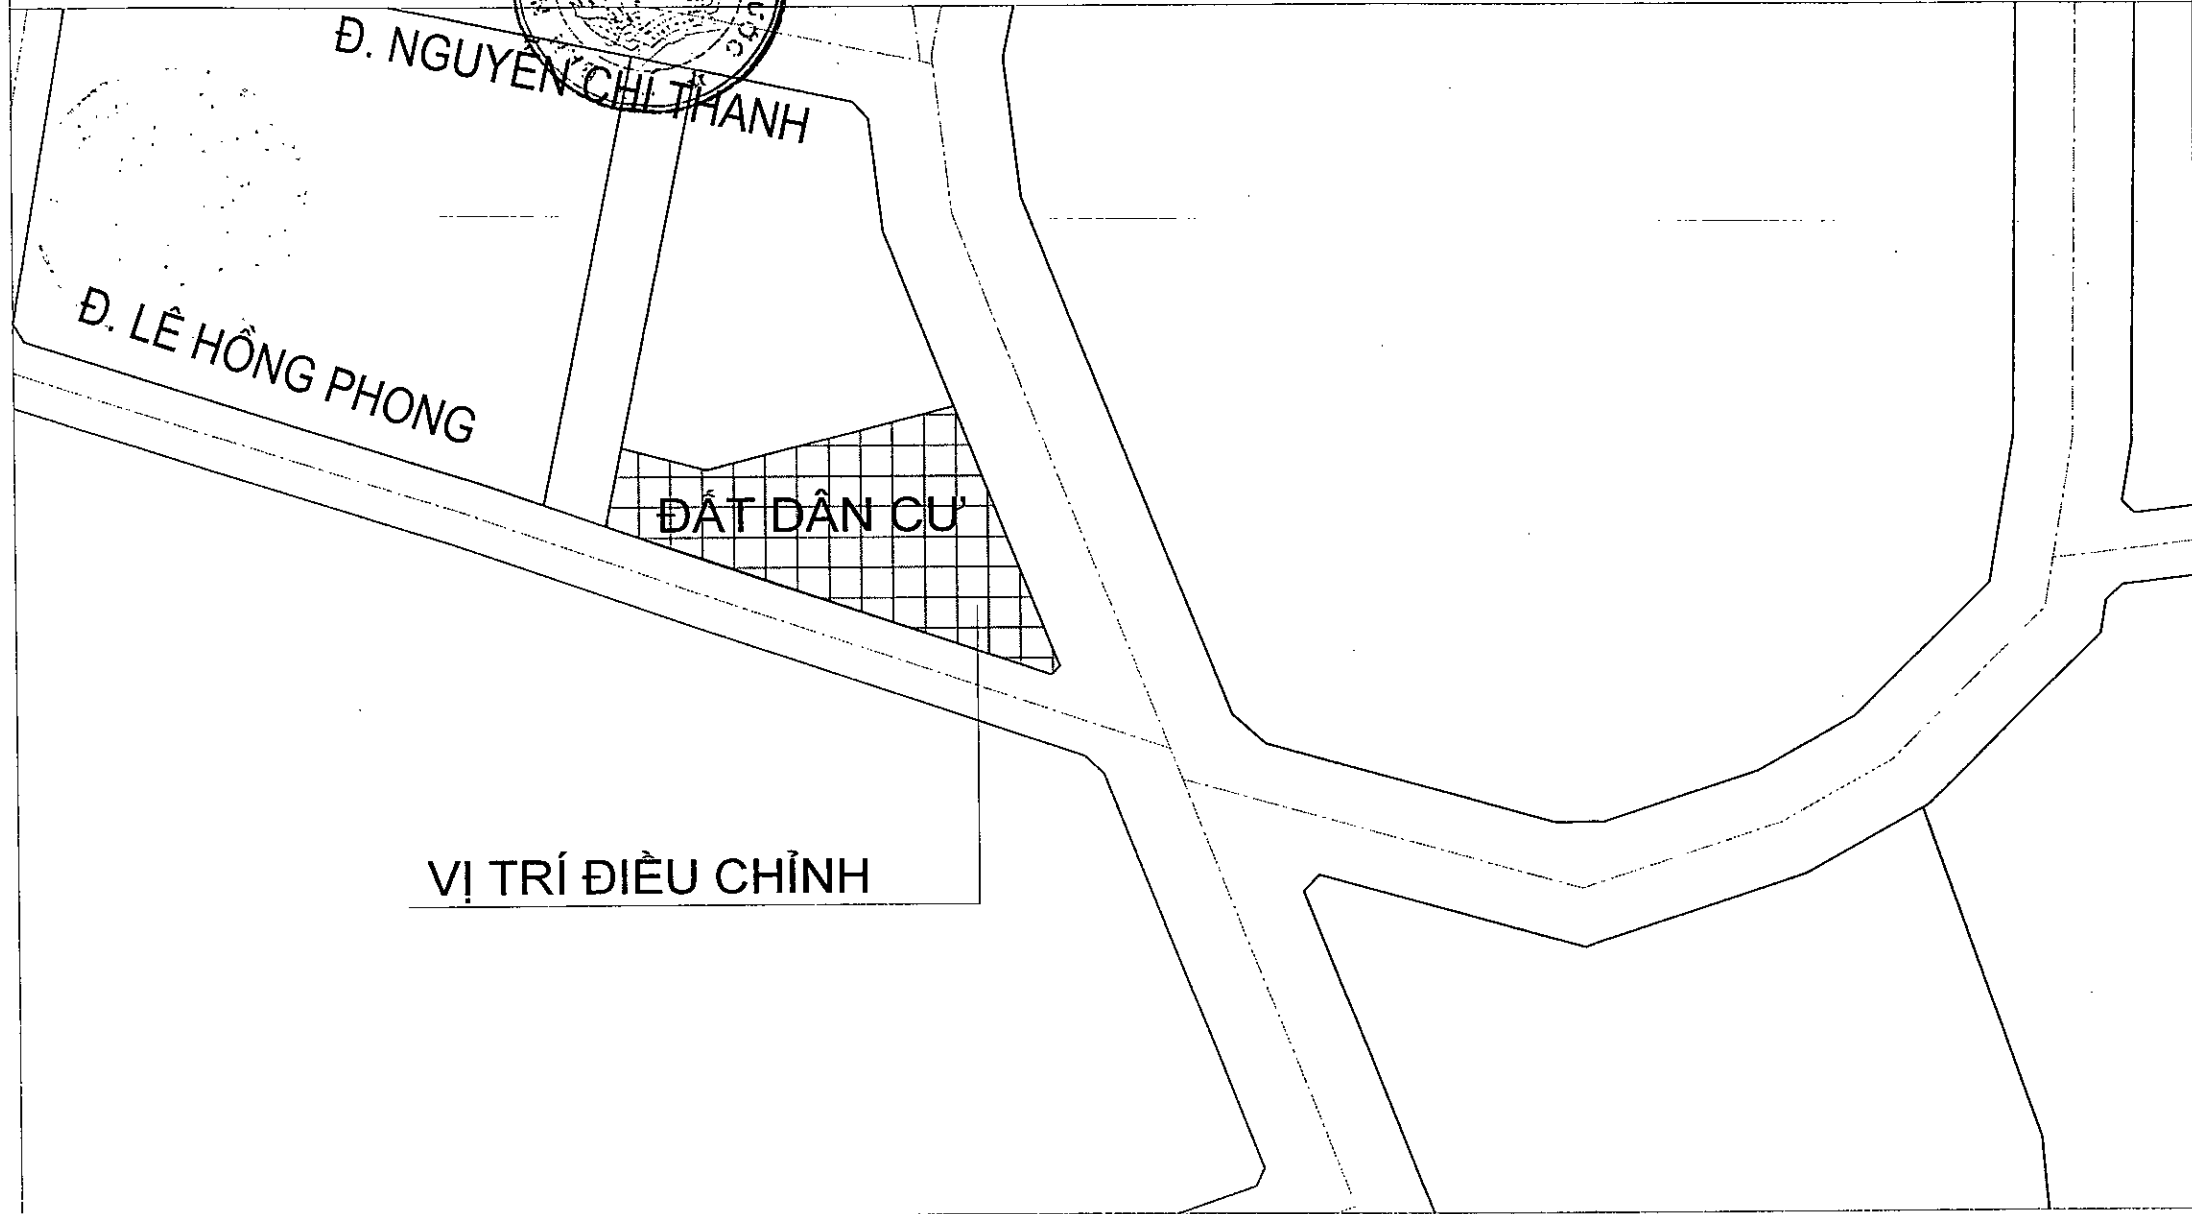 Đ. NGUYỄN CHÍ THANH
Đ. LÊ HỒNG PHONG
ĐẤT DÂN CƯ
VỊ TRÍ ĐIỀU CHỈNH